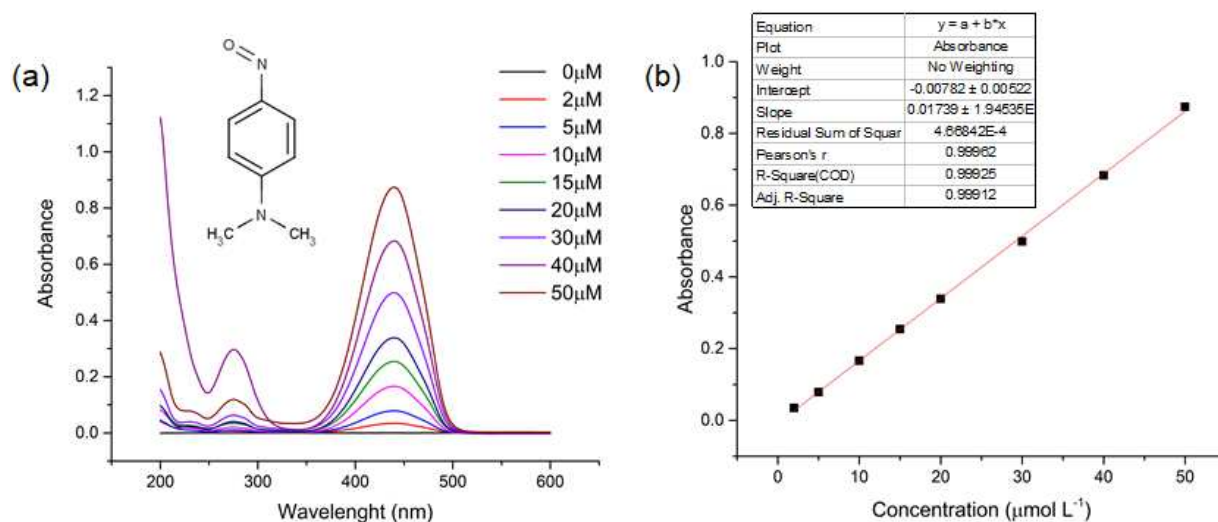 (a)
O
N
N
H₃C
CH₃
0μM
2μM
5μM
10μM
15μM
20μM
30μM
40μM
50μM
Absorbance
1.2
1.0
0.8
0.6
0.4
0.2
0.0
200
300
400
500
600
Wavelenght (nm)
(b)
Equation y = a + b*x
Plot Absorbance
Weight No Weighting
Intercept -0.00782 ± 0.00522
Slope 0.01739 ± 1.94535E
Residual Sum of Squar 4.66842E-4
Pearson's r 0.99962
R-Square(COD) 0.99925
Adj. R-Square 0.99912
Absorbance
1.0
0.8
0.6
0.4
0.2
0.0
0
10
20
30
40
50
Concentration (μmol L⁻¹)